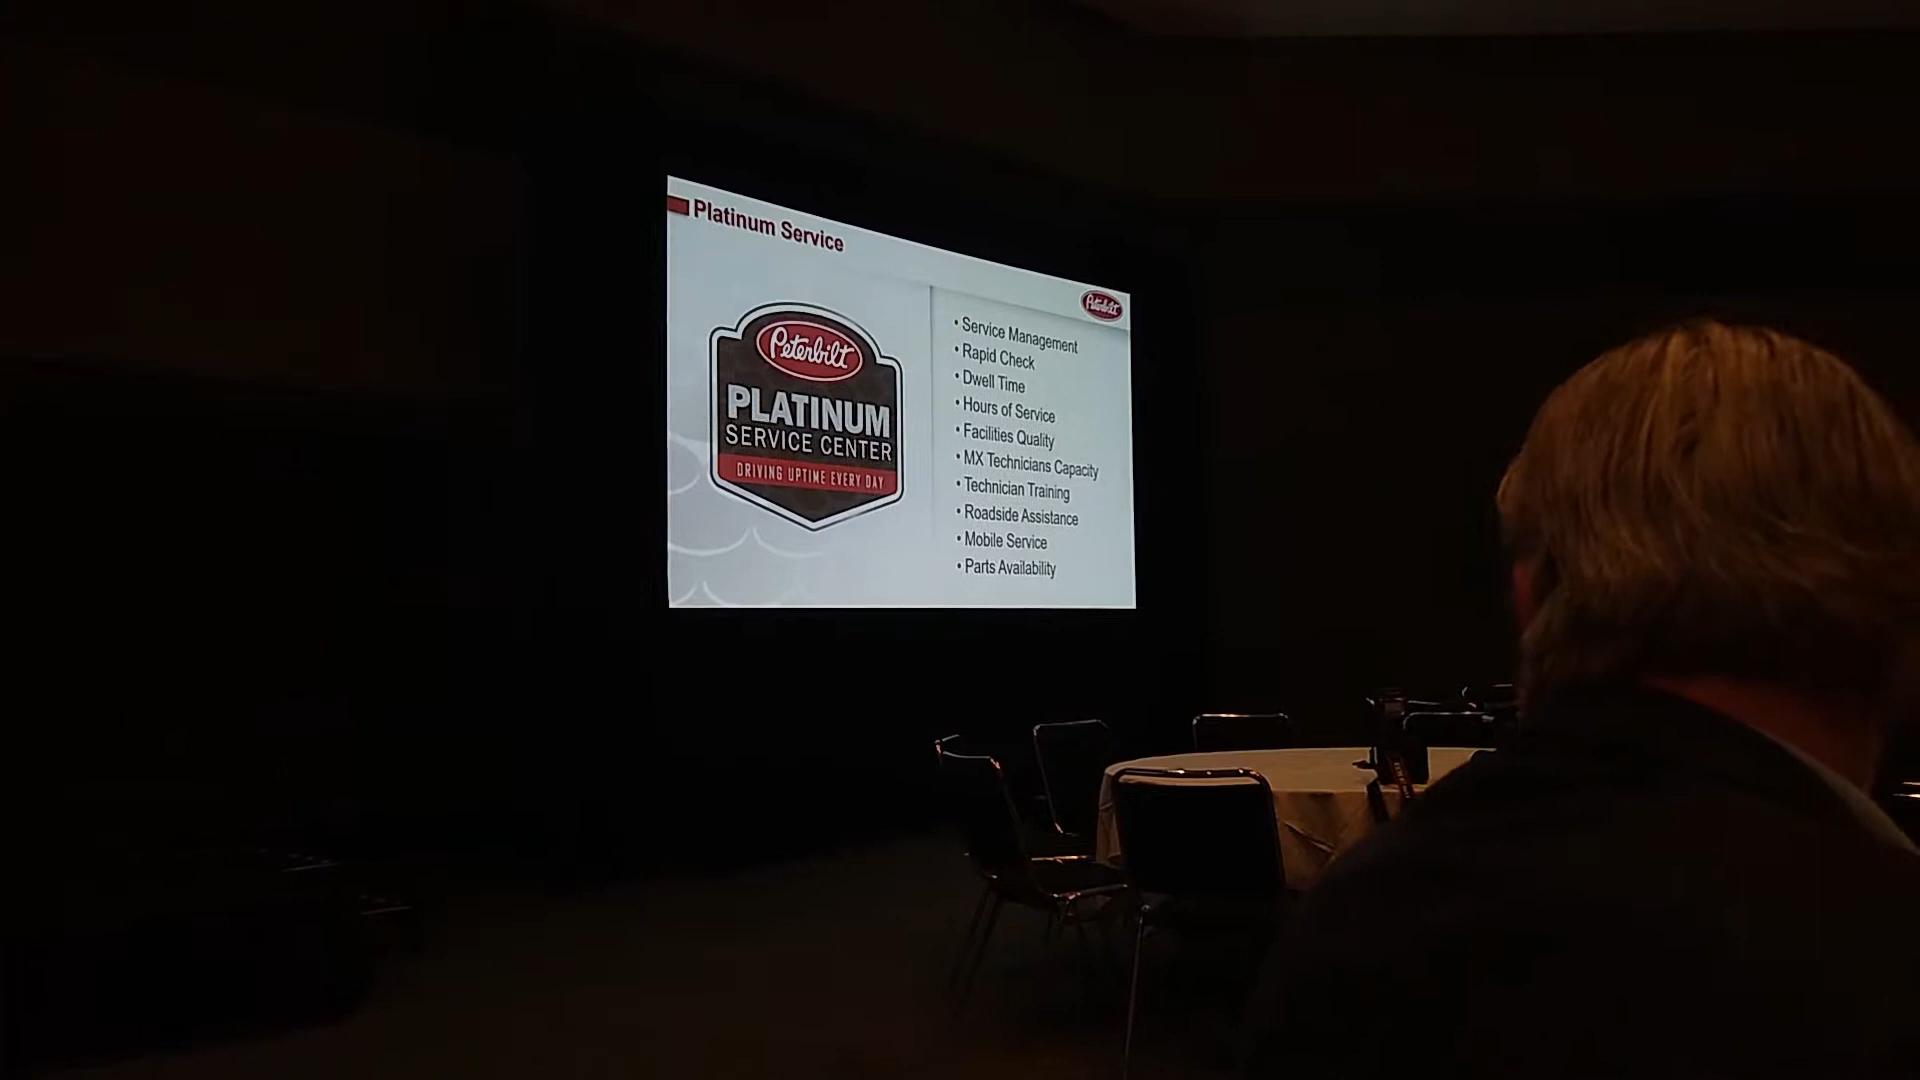 Platinum Service
Peterbilt
Peterbilt
PLATINUM
SERVICE CENTER
DRIVING UPTIME EVERY DAY
• Service Management
• Rapid Check
• Dwell Time
• Hours of Service
• Facilities Quality
• MX Technicians Capacity
• Technician Training
• Roadside Assistance
• Mobile Service
• Parts Availability